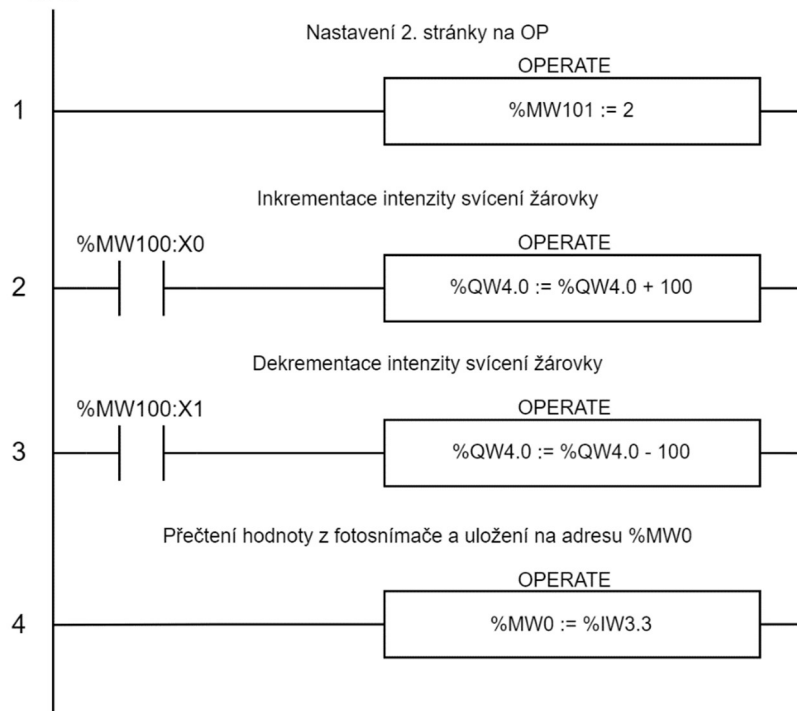 Nastavení 2. stránky na OP
OPERATE
1
%MW101 := 2
Inkrementace intenzity svícení žárovky
%MW100:X0
OPERATE
2
%QW4.0 := %QW4.0 + 100
Dekrementace intenzity svícení žárovky
%MW100:X1
OPERATE
3
%QW4.0 := %QW4.0 - 100
Přečtení hodnoty z fotosnímače a uložení na adresu %MW0
OPERATE
4
%MW0 := %IW3.3